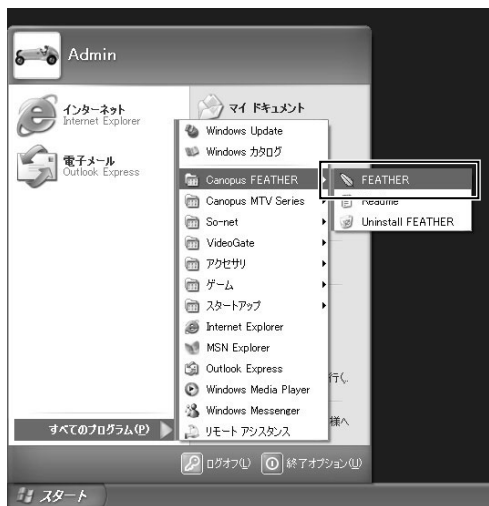 Admin
インターネット
Internet Explorer
電子メール
Outlook Express
マイ ドキュメント
Windows Update
Windows カタログ
Canopus FEATHER
Canopus MTV Series
So-net
VideoGate
アクセサリ
ゲーム
スタートアップ
Internet Explorer
MSN Explorer
Outlook Express
Windows Media Player
Windows Messenger
リモート アシスタンス
FEATHER
Readme
Uninstall FEATHER
行(.
様へ
すべてのプログラム(P)
ログオフ(L)
終了オプション(U)
スタート